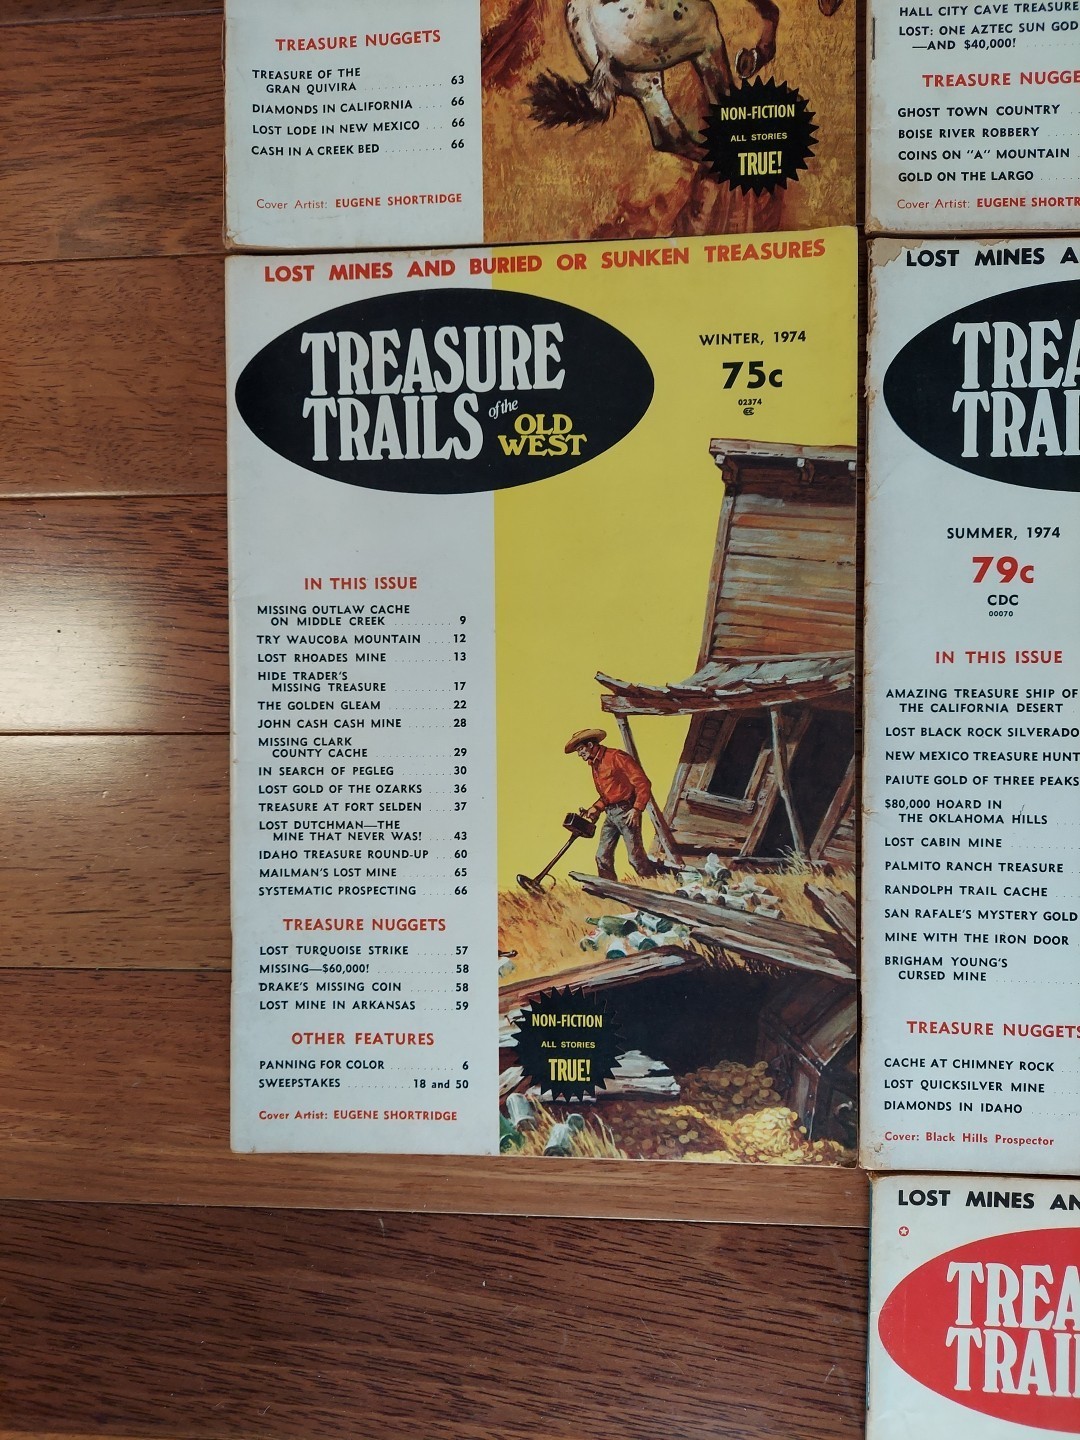 TREASURE NUGGETS
TREASURE OF THE
GRAN QUIVIRA 63
DIAMONDS IN CALIFORNIA 66
LOST LODE IN NEW MEXICO 66
CASH IN A CREEK BED 66
Cover Artist: EUGENE SHORTRIDGE
NON-FICTION
ALL STORIES
TRUE!
HALL CITY CAVE TREASURE
LOST: ONE AZTEC SUN GOD
—AND $40,000!
TREASURE NUGGE
GHOST TOWN COUNTRY
BOISE RIVER ROBBERY
COINS ON "A" MOUNTAIN
GOLD ON THE LARGO
Cover Artist: EUGENE SHORTR
LOST MINES AND BURIED OR SUNKEN TREASURES
TREASURE
TRAILS of the
OLD
WEST
WINTER, 1974
75c
02374
IN THIS ISSUE
MISSING OUTLAW CACHE
ON MIDDLE CREEK 9
TRY WAUCOBA MOUNTAIN 12
LOST RHOADES MINE 13
HIDE TRADER'S
MISSING TREASURE 17
THE GOLDEN GLEAM 22
JOHN CASH CASH MINE 28
MISSING CLARK
COUNTY CACHE 29
IN SEARCH OF PEGLEG 30
LOST GOLD OF THE OZARKS 36
TREASURE AT FORT SELDEN 37
LOST DUTCHMAN—THE
MINE THAT NEVER WAS! 43
IDAHO TREASURE ROUND-UP 60
MAILMAN'S LOST MINE 65
SYSTEMATIC PROSPECTING 66
TREASURE NUGGETS
LOST TURQUOISE STRIKE 57
MISSING—$60,000! 58
DRAKE'S MISSING COIN 58
LOST MINE IN ARKANSAS 59
OTHER FEATURES
PANNING FOR COLOR 6
SWEEPSTAKES 18 and 50
Cover Artist: EUGENE SHORTRIDGE
NON-FICTION
ALL STORIES
TRUE!
LOST MINES A
TREA
TRAI
SUMMER, 1974
79c
CDC
00070
IN THIS ISSUE
AMAZING TREASURE SHIP OF
THE CALIFORNIA DESERT
LOST BLACK ROCK SILVERADO
NEW MEXICO TREASURE HUNT
PAIUTE GOLD OF THREE PEAKS
$80,000 HOARD IN
THE OKLAHOMA HILLS
LOST CABIN MINE
PALMITO RANCH TREASURE
RANDOLPH TRAIL CACHE
SAN RAFALE'S MYSTERY GOLD
MINE WITH THE IRON DOOR
BRIGHAM YOUNG'S
CURSED MINE
TREASURE NUGGETS
CACHE AT CHIMNEY ROCK
LOST QUICKSILVER MINE
DIAMONDS IN IDAHO
Cover: Black Hills Prospector
LOST MINES AN
TREA
TRAI